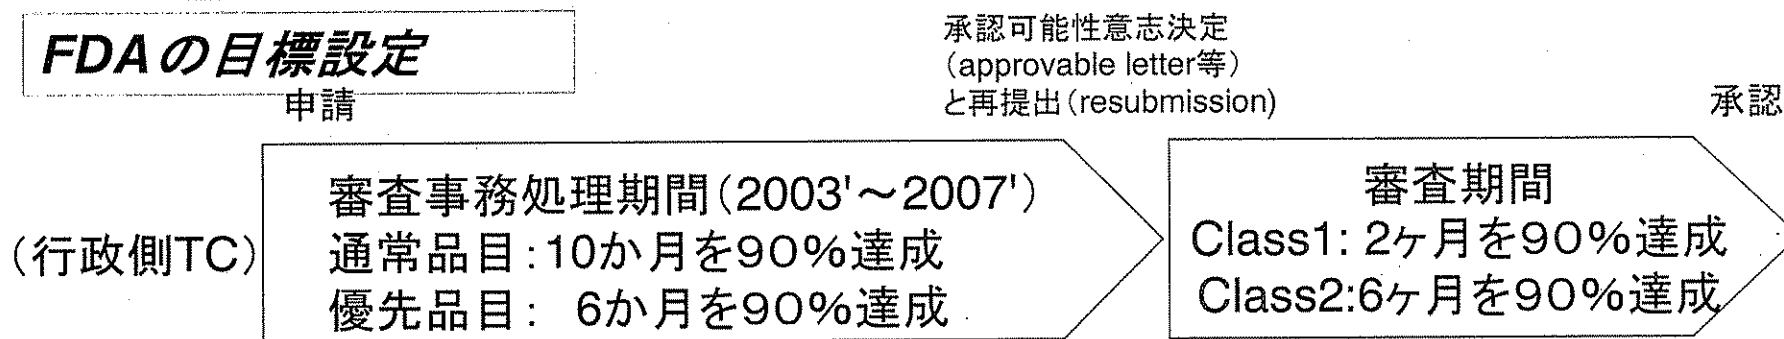 FDAの目標設定
申請
承認可能性意志決定
(approvable letter等)
と再提出(resubmission)
承認
(行政側TC)
審査事務処理期間(2003'~2007')
通常品目:10か月を90%達成
優先品目: 6か月を90%達成
審査期間
Class1: 2ヶ月を90%達成
Class2:6ヶ月を90%達成